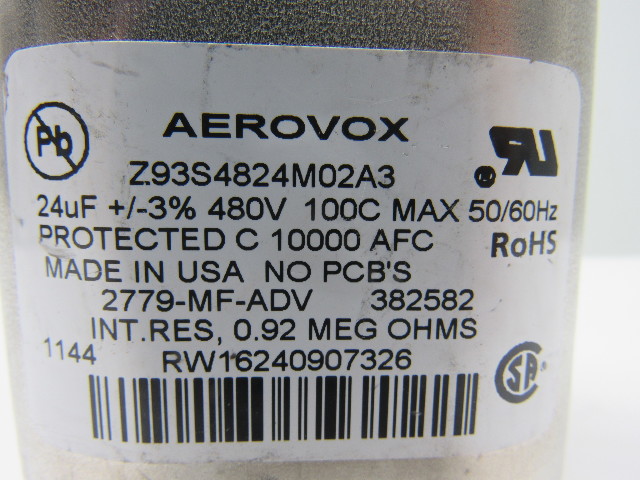 Pb
AEROVOX
Z93S4824M02A3
24uF +/-3% 480V 100C MAX 50/60Hz
PROTECTED C 10000 AFC
RoHS
MADE IN USA NO PCB'S
2779-MF-ADV 382582
INT.RES, 0.92 MEG OHMS
1144
RW16240907326
SA